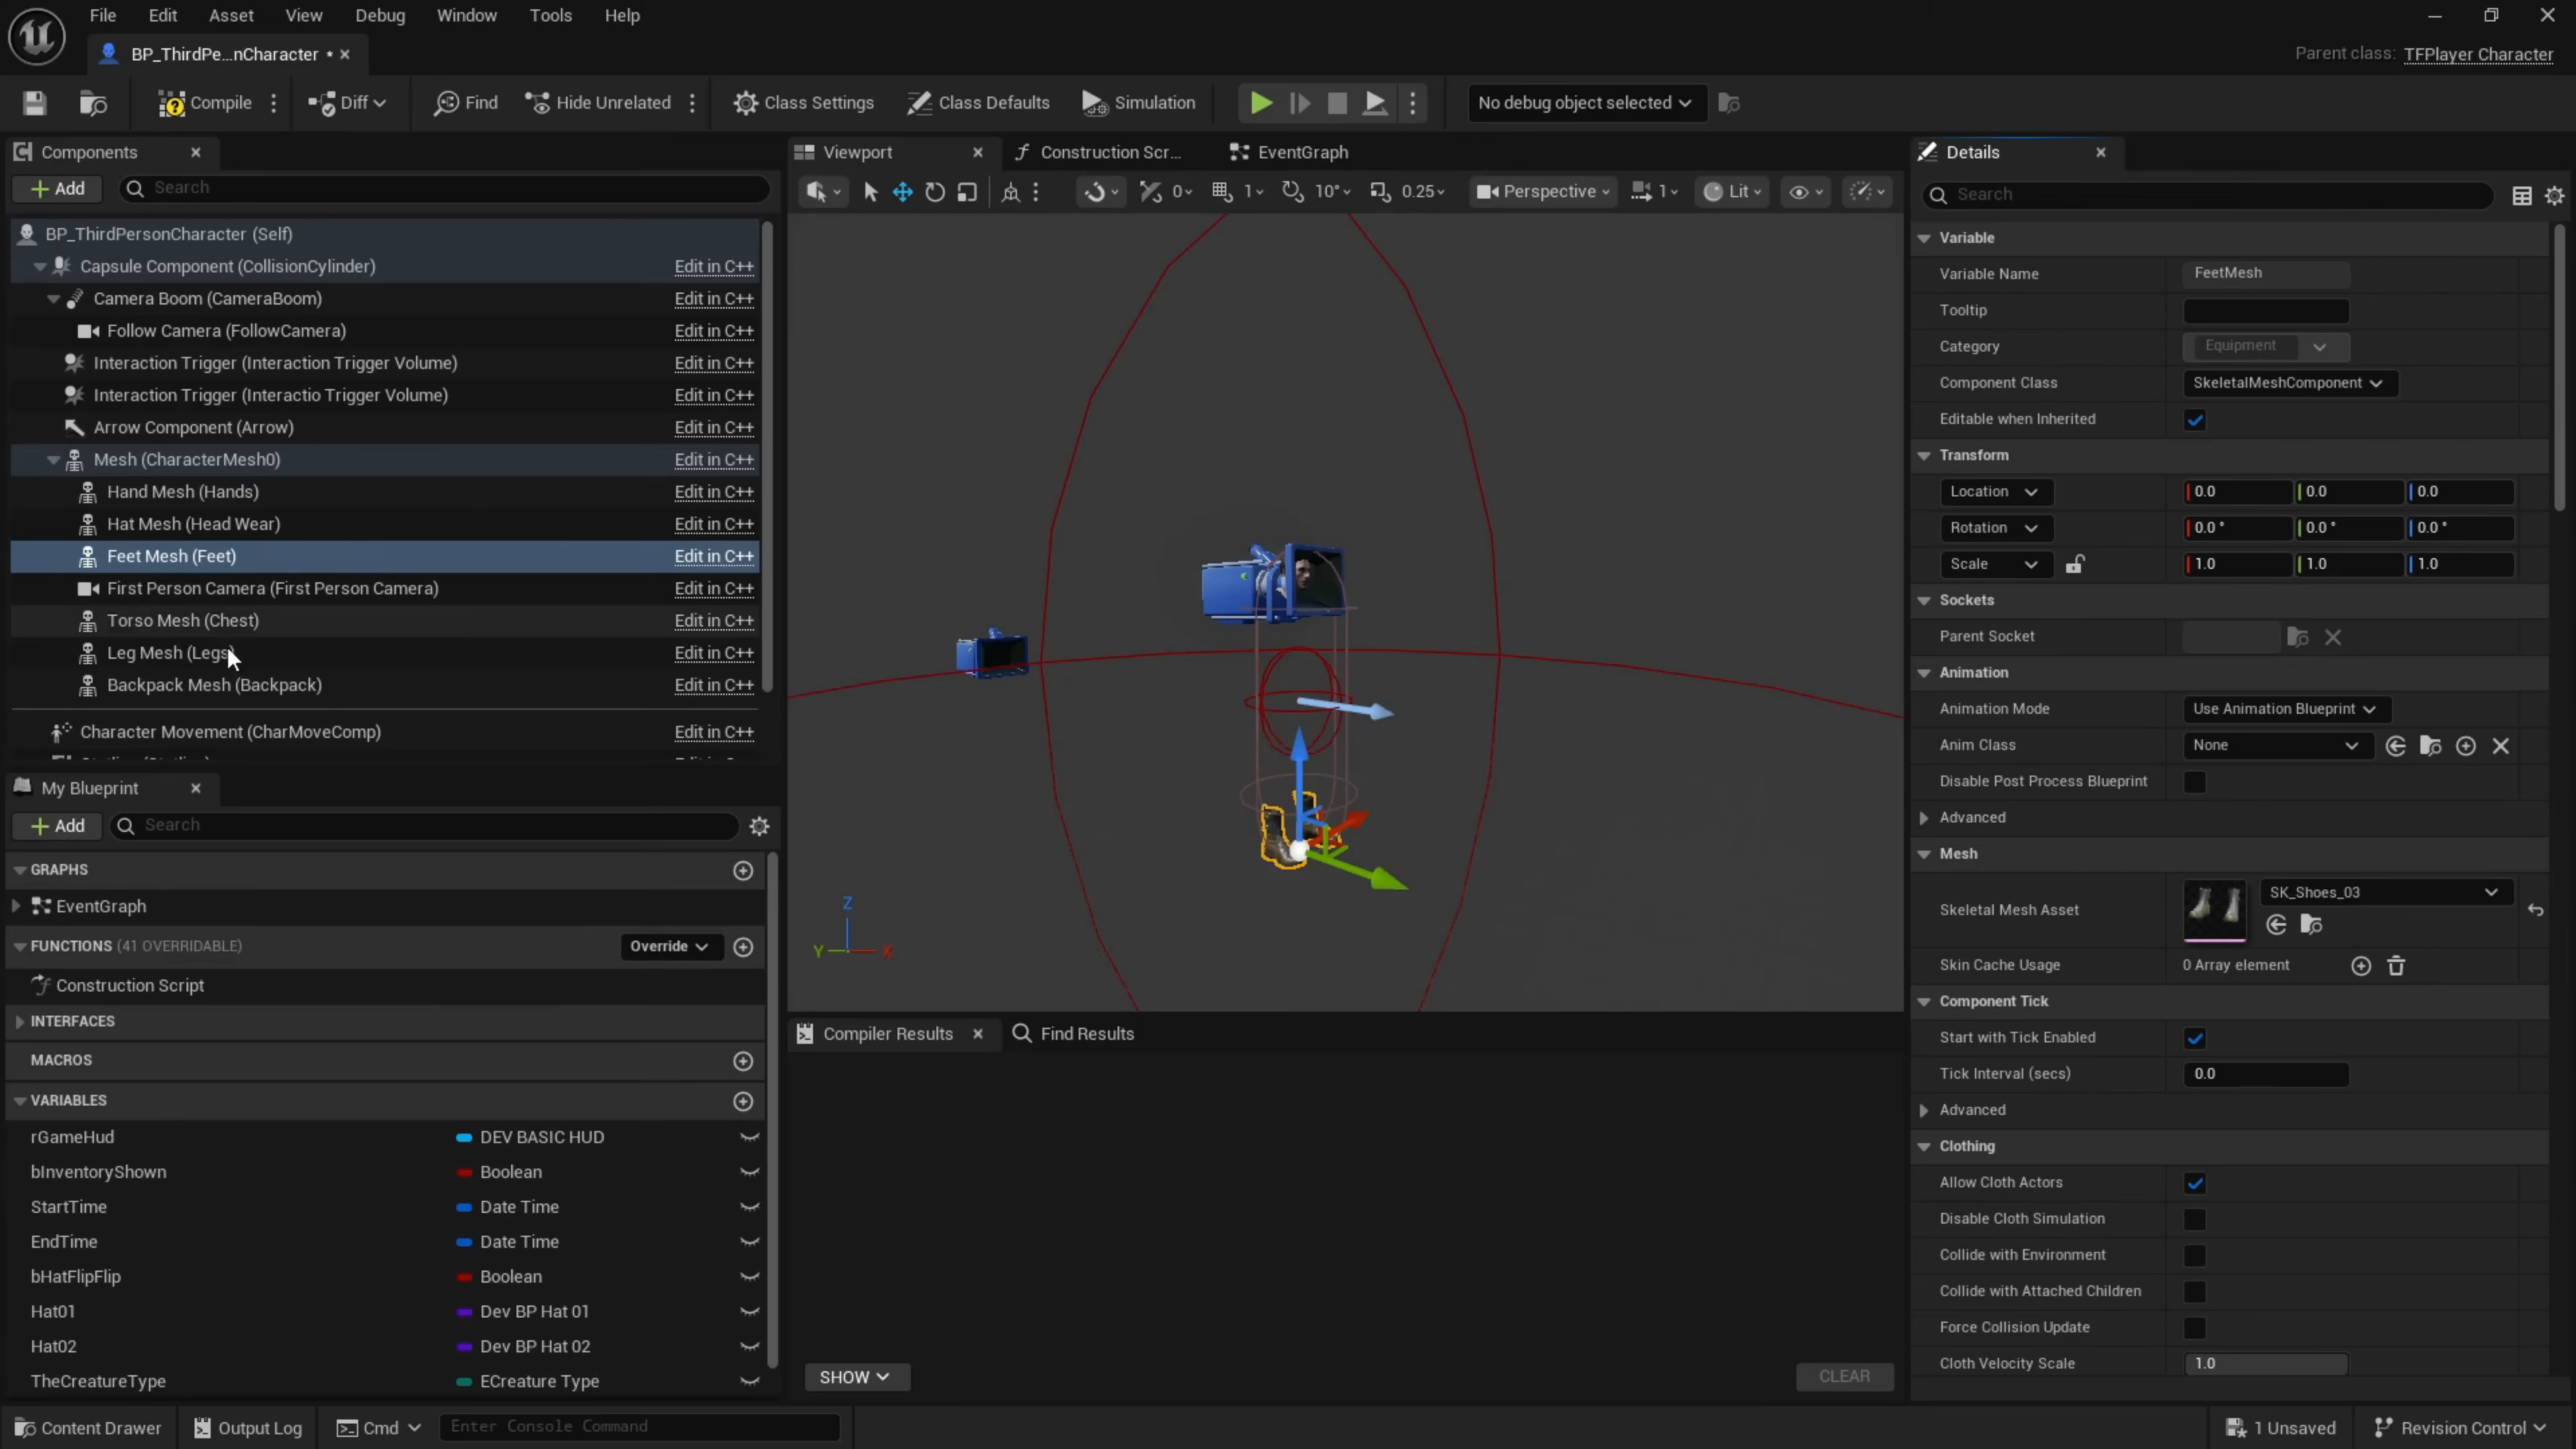 File Edit Asset View Debug Window Tools Help
BP_ThirdPe...nCharacter *
Parent class: TFPlayer Character
Compile Diff Find Hide Unrelated Class Settings Class Defaults Simulation No debug object selected
Components
Add Search
BP_ThirdPersonCharacter (Self)
Capsule Component (CollisionCylinder) Edit in C++
Camera Boom (CameraBoom) Edit in C++
Follow Camera (FollowCamera) Edit in C++
Interaction Trigger (Interaction Trigger Volume) Edit in C++
Interaction Trigger (Interactio Trigger Volume) Edit in C++
Arrow Component (Arrow) Edit in C++
Mesh (CharacterMesh0) Edit in C++
Hand Mesh (Hands) Edit in C++
Hat Mesh (Head Wear) Edit in C++
Feet Mesh (Feet) Edit in C++
First Person Camera (First Person Camera) Edit in C++
Torso Mesh (Chest) Edit in C++
Leg Mesh (Legs) Edit in C++
Backpack Mesh (Backpack) Edit in C++
Character Movement (CharMoveComp) Edit in C++
My Blueprint
Add Search
GRAPHS
EventGraph
FUNCTIONS (41 OVERRIDABLE) Override
Construction Script
INTERFACES
MACROS
VARIABLES
rGameHud DEV BASIC HUD
bInventoryShown Boolean
StartTime Date Time
EndTime Date Time
bHatFlipFlip Boolean
Hat01 Dev BP Hat 01
Hat02 Dev BP Hat 02
TheCreatureType ECreature Type
Viewport Construction Scr... EventGraph
0 1 10° 0.25 Perspective 1 Lit
Z
Y X
Compiler Results Find Results
SHOW CLEAR
Details
Search
Variable
Variable Name FeetMesh
Tooltip
Category Equipment
Component Class SkeletalMeshComponent
Editable when Inherited
Transform
Location 0.0 0.0 0.0
Rotation 0.0 ° 0.0 ° 0.0 °
Scale 1.0 1.0 1.0
Sockets
Parent Socket
Animation
Animation Mode Use Animation Blueprint
Anim Class None
Disable Post Process Blueprint
Advanced
Mesh
Skeletal Mesh Asset SK_Shoes_03
Skin Cache Usage 0 Array element
Component Tick
Start with Tick Enabled
Tick Interval (secs) 0.0
Advanced
Clothing
Allow Cloth Actors
Disable Cloth Simulation
Collide with Environment
Collide with Attached Children
Force Collision Update
Cloth Velocity Scale 1.0
Content Drawer Output Log Cmd Enter Console Command 1 Unsaved Revision Control